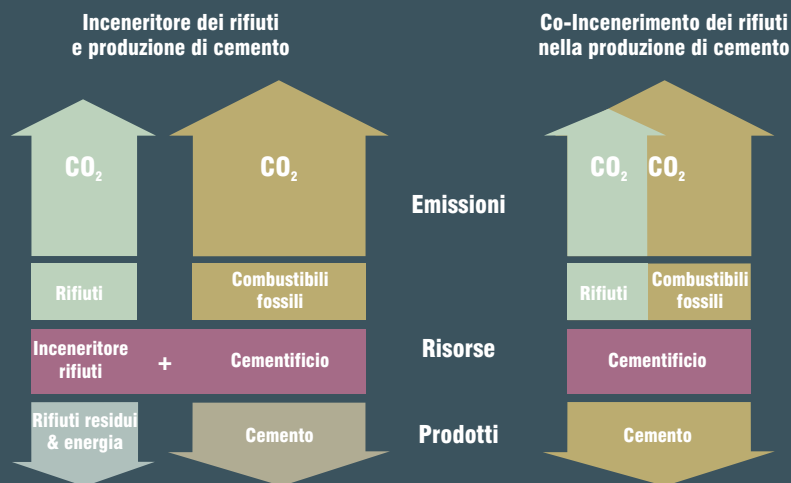 Inceneritore dei rifiuti
e produzione di cemento
Co-Incenerimento dei rifiuti
nella produzione di cemento
CO₂
CO₂
Emissioni
CO₂
CO₂
Rifiuti
Combustibili
fossili
Rifiuti
Combustibili
fossili
Inceneritore
rifiuti
+
Cementificio
Risorse
Cementificio
Rifiuti residui
& energia
Cemento
Prodotti
Cemento